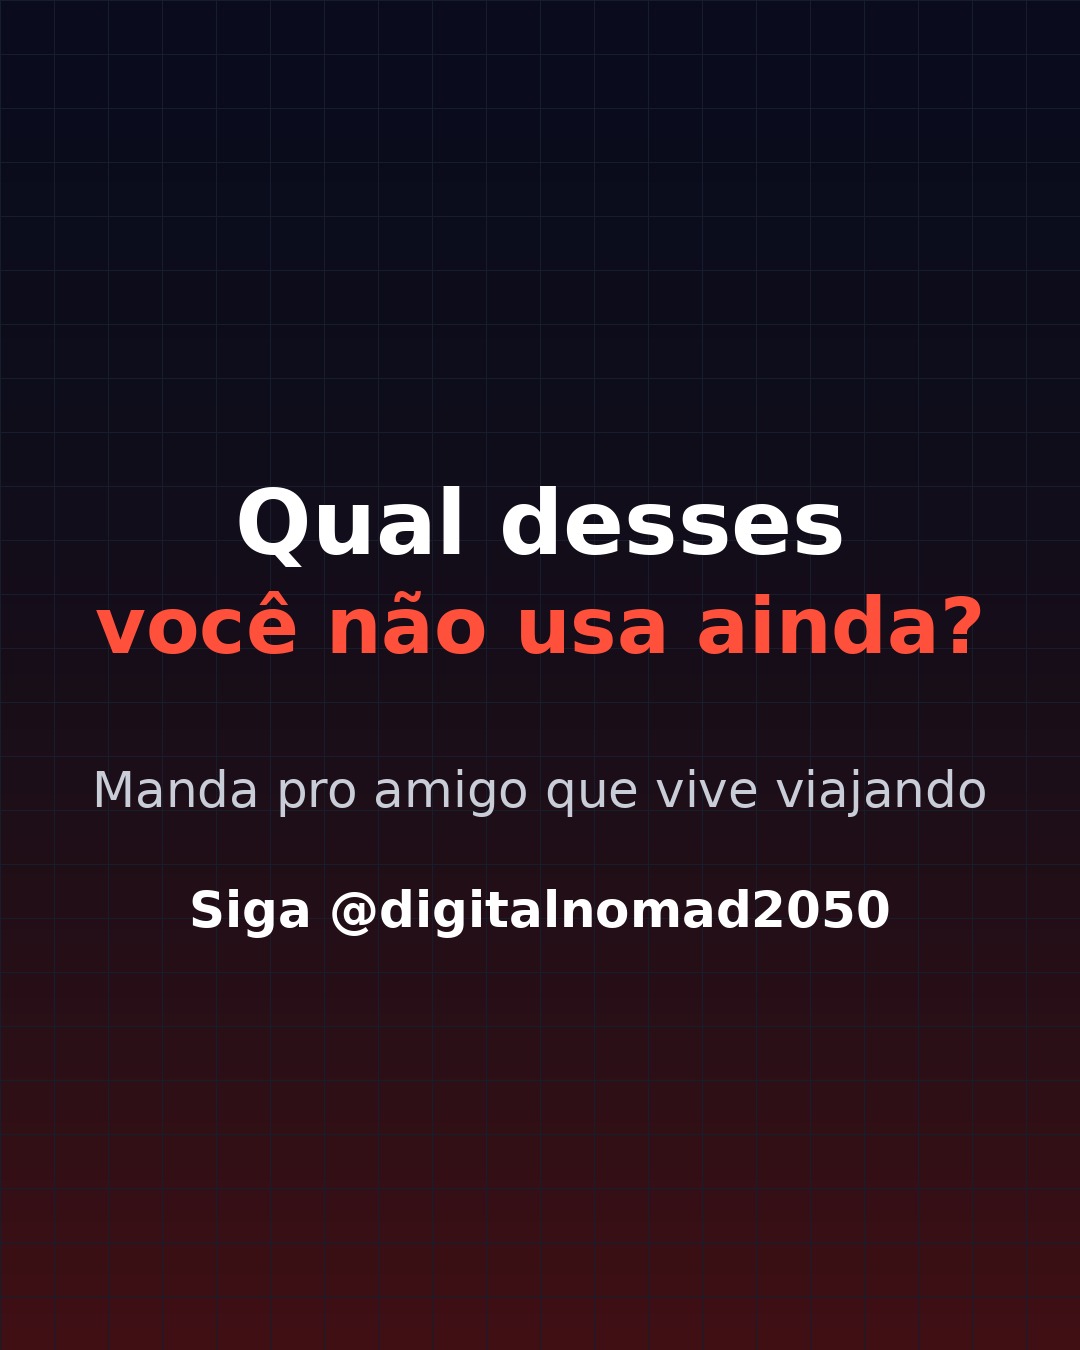 Qual desses
você não usa ainda?
Manda pro amigo que vive viajando
Siga @digitalnomad2050